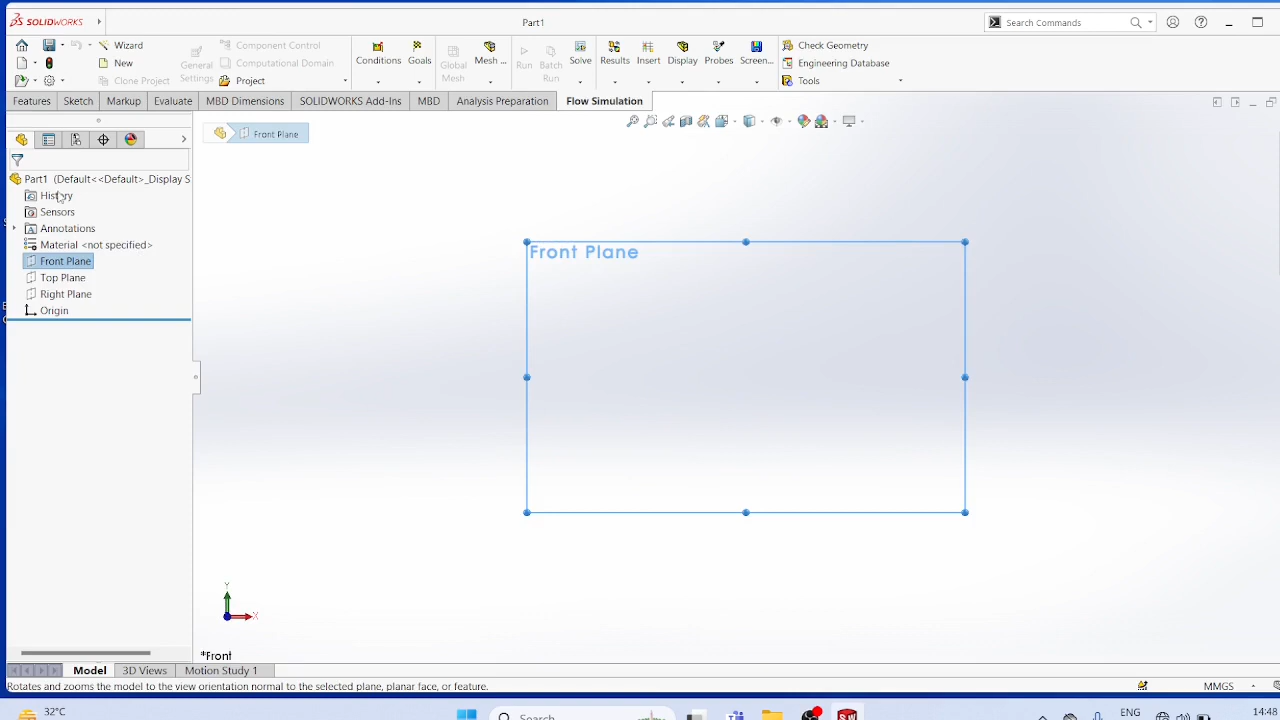 SOLIDWORKS
Part1
Search Commands
Wizard
New
Clone Project
General Settings
Component Control
Computational Domain
Project
Conditions
Goals
Global Mesh
Mesh ...
Run
Batch Run
Solve
Results
Insert
Display
Probes
Screen...
Check Geometry
Engineering Database
Tools
Features
Sketch
Markup
Evaluate
MBD Dimensions
SOLIDWORKS Add-Ins
MBD
Analysis Preparation
Flow Simulation
Front Plane
Part1 (Default<<Default>_Display S
History
Sensors
Annotations
Material <not specified>
Front Plane
Top Plane
Right Plane
Origin
Front Plane
Y
X
*Front
Model
3D Views
Motion Study 1
Rotates and zooms the model to the view orientation normal to the selected plane, planar face, or feature.
MMGS
32°C
Search
ENG
14:48